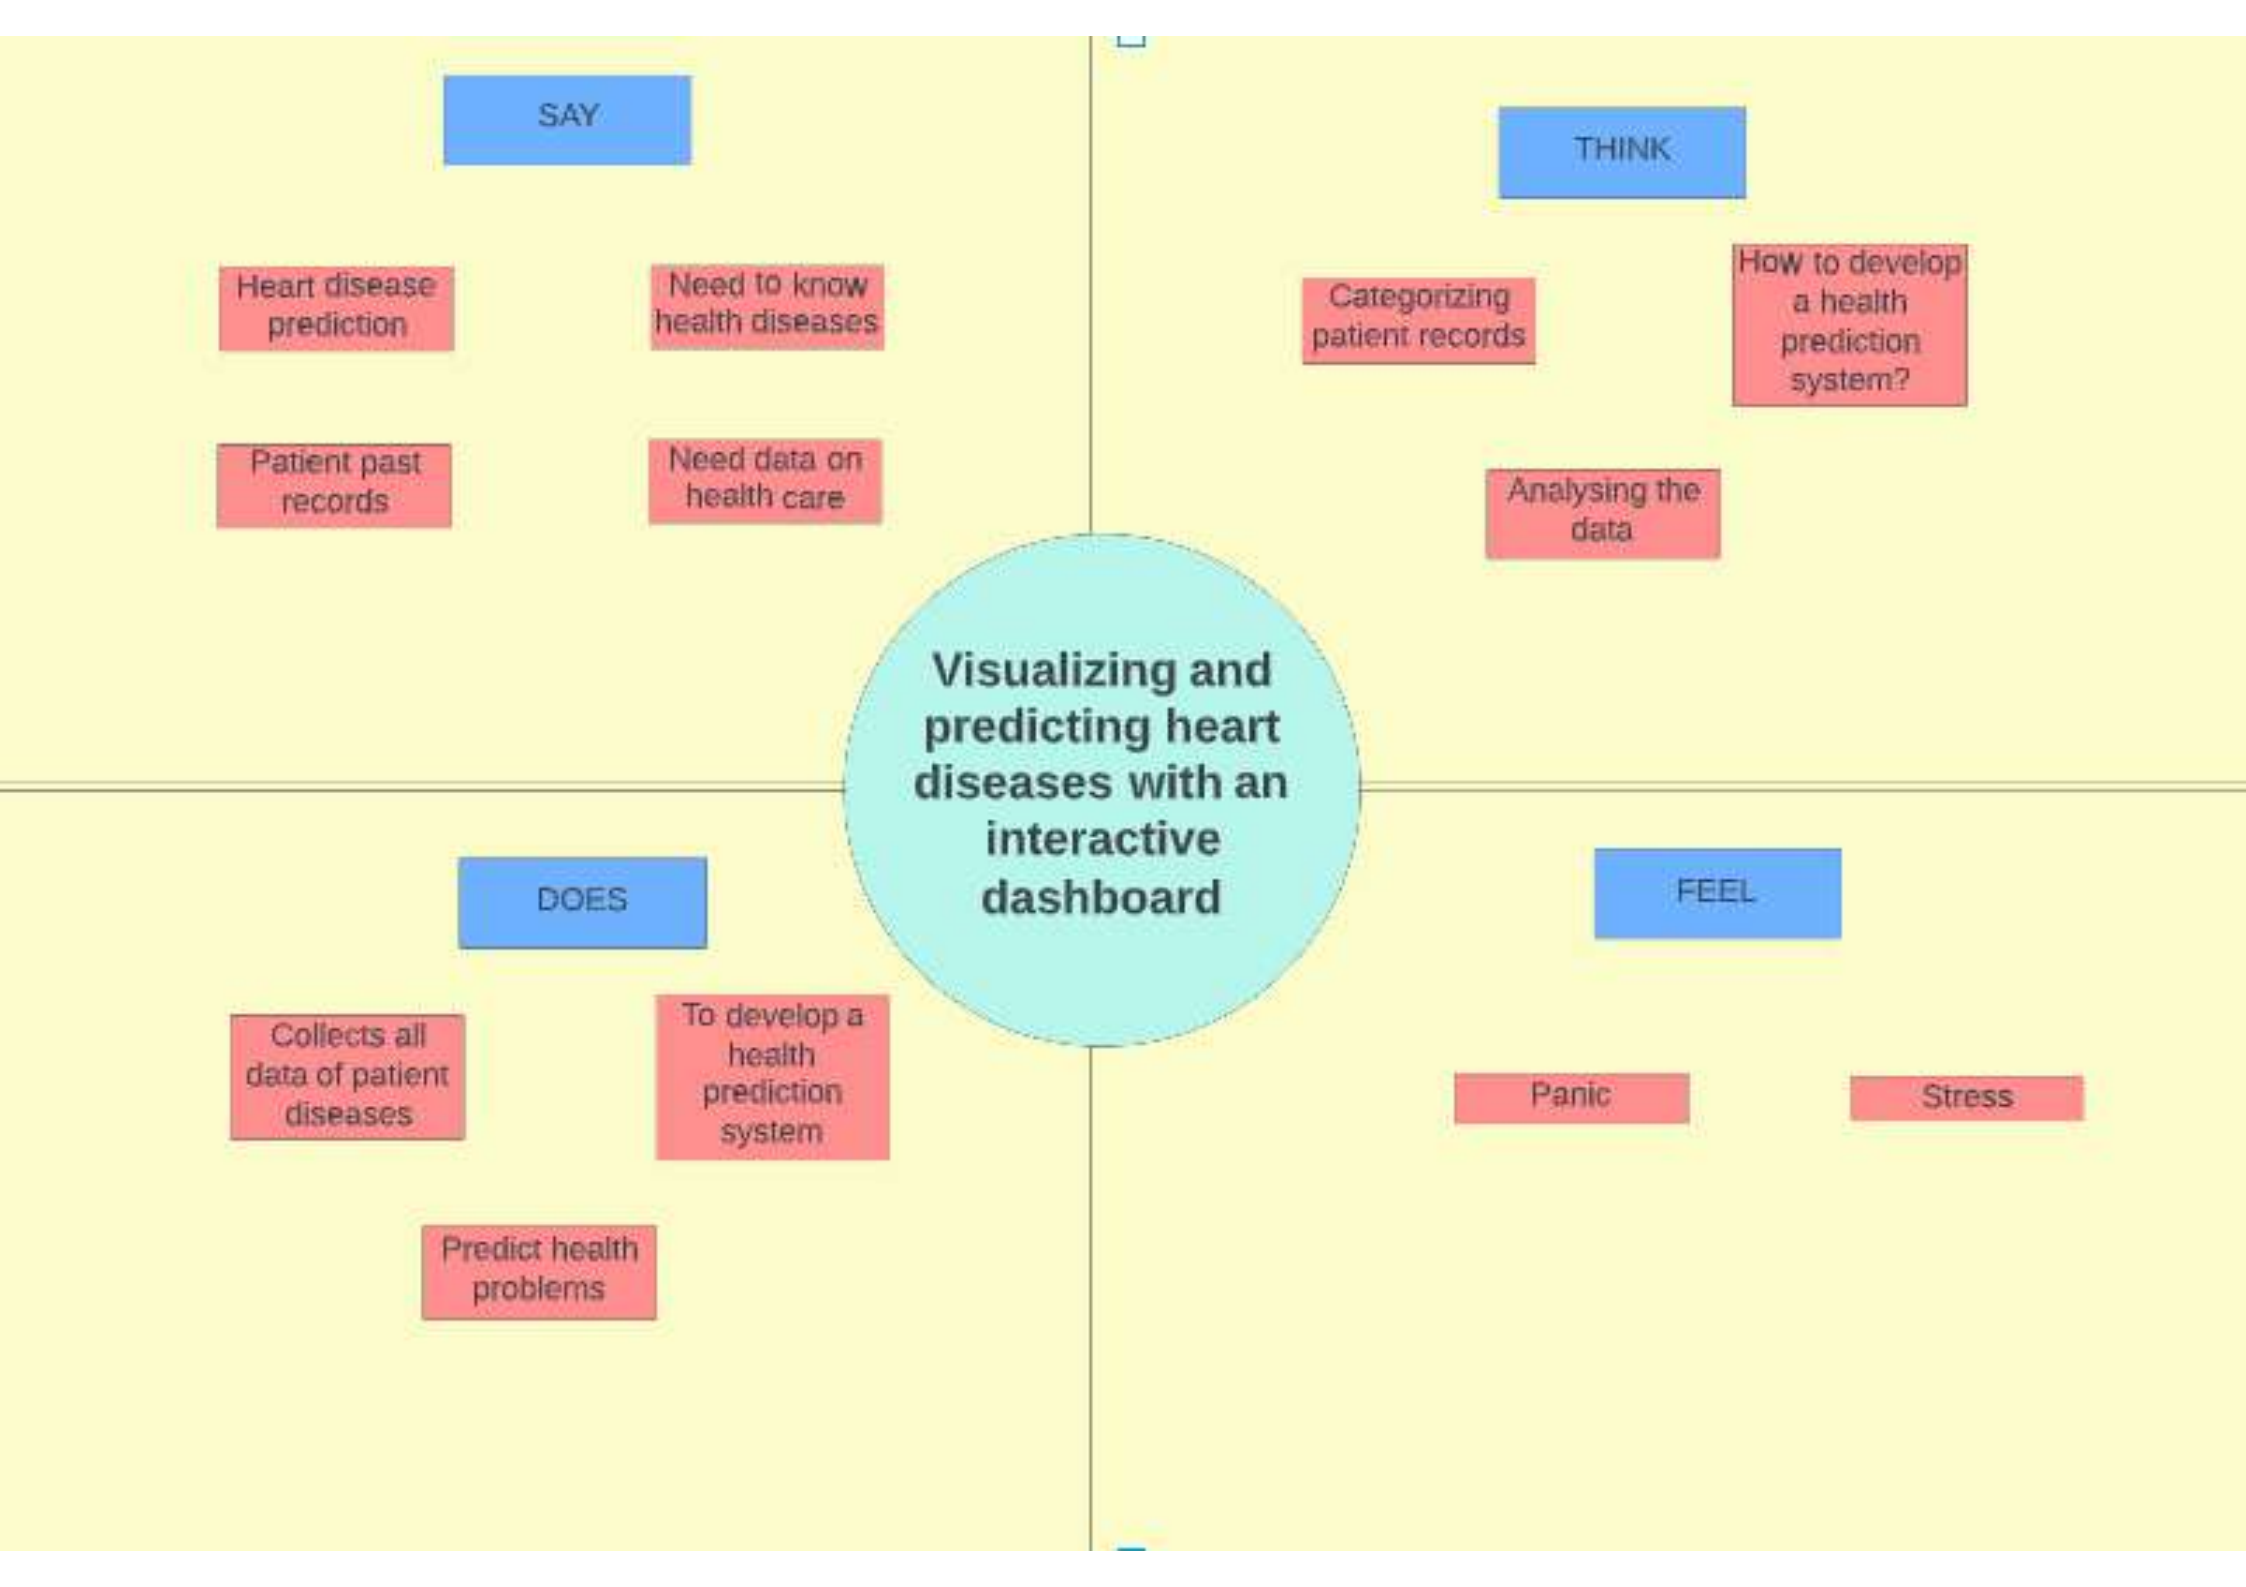 SAY
Heart disease
prediction
Need to know
health diseases
Patient past
records
Need data on
health care
THINK
Categorizing
patient records
How to develop
a health
prediction
system?
Analysing the
data
Visualizing and
predicting heart
diseases with an
interactive
dashboard
DOES
Collects all
data of patient
diseases
To develop a
health
prediction
system
Predict health
problems
FEEL
Panic
Stress